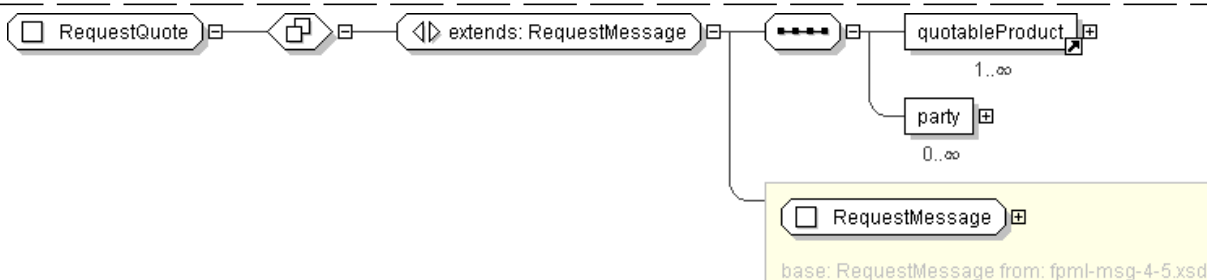 RequestQuote
extends: RequestMessage
quotableProduct
1..∞
party
0..∞
RequestMessage
base: RequestMessage from: fpml-msg-4-5.xsd